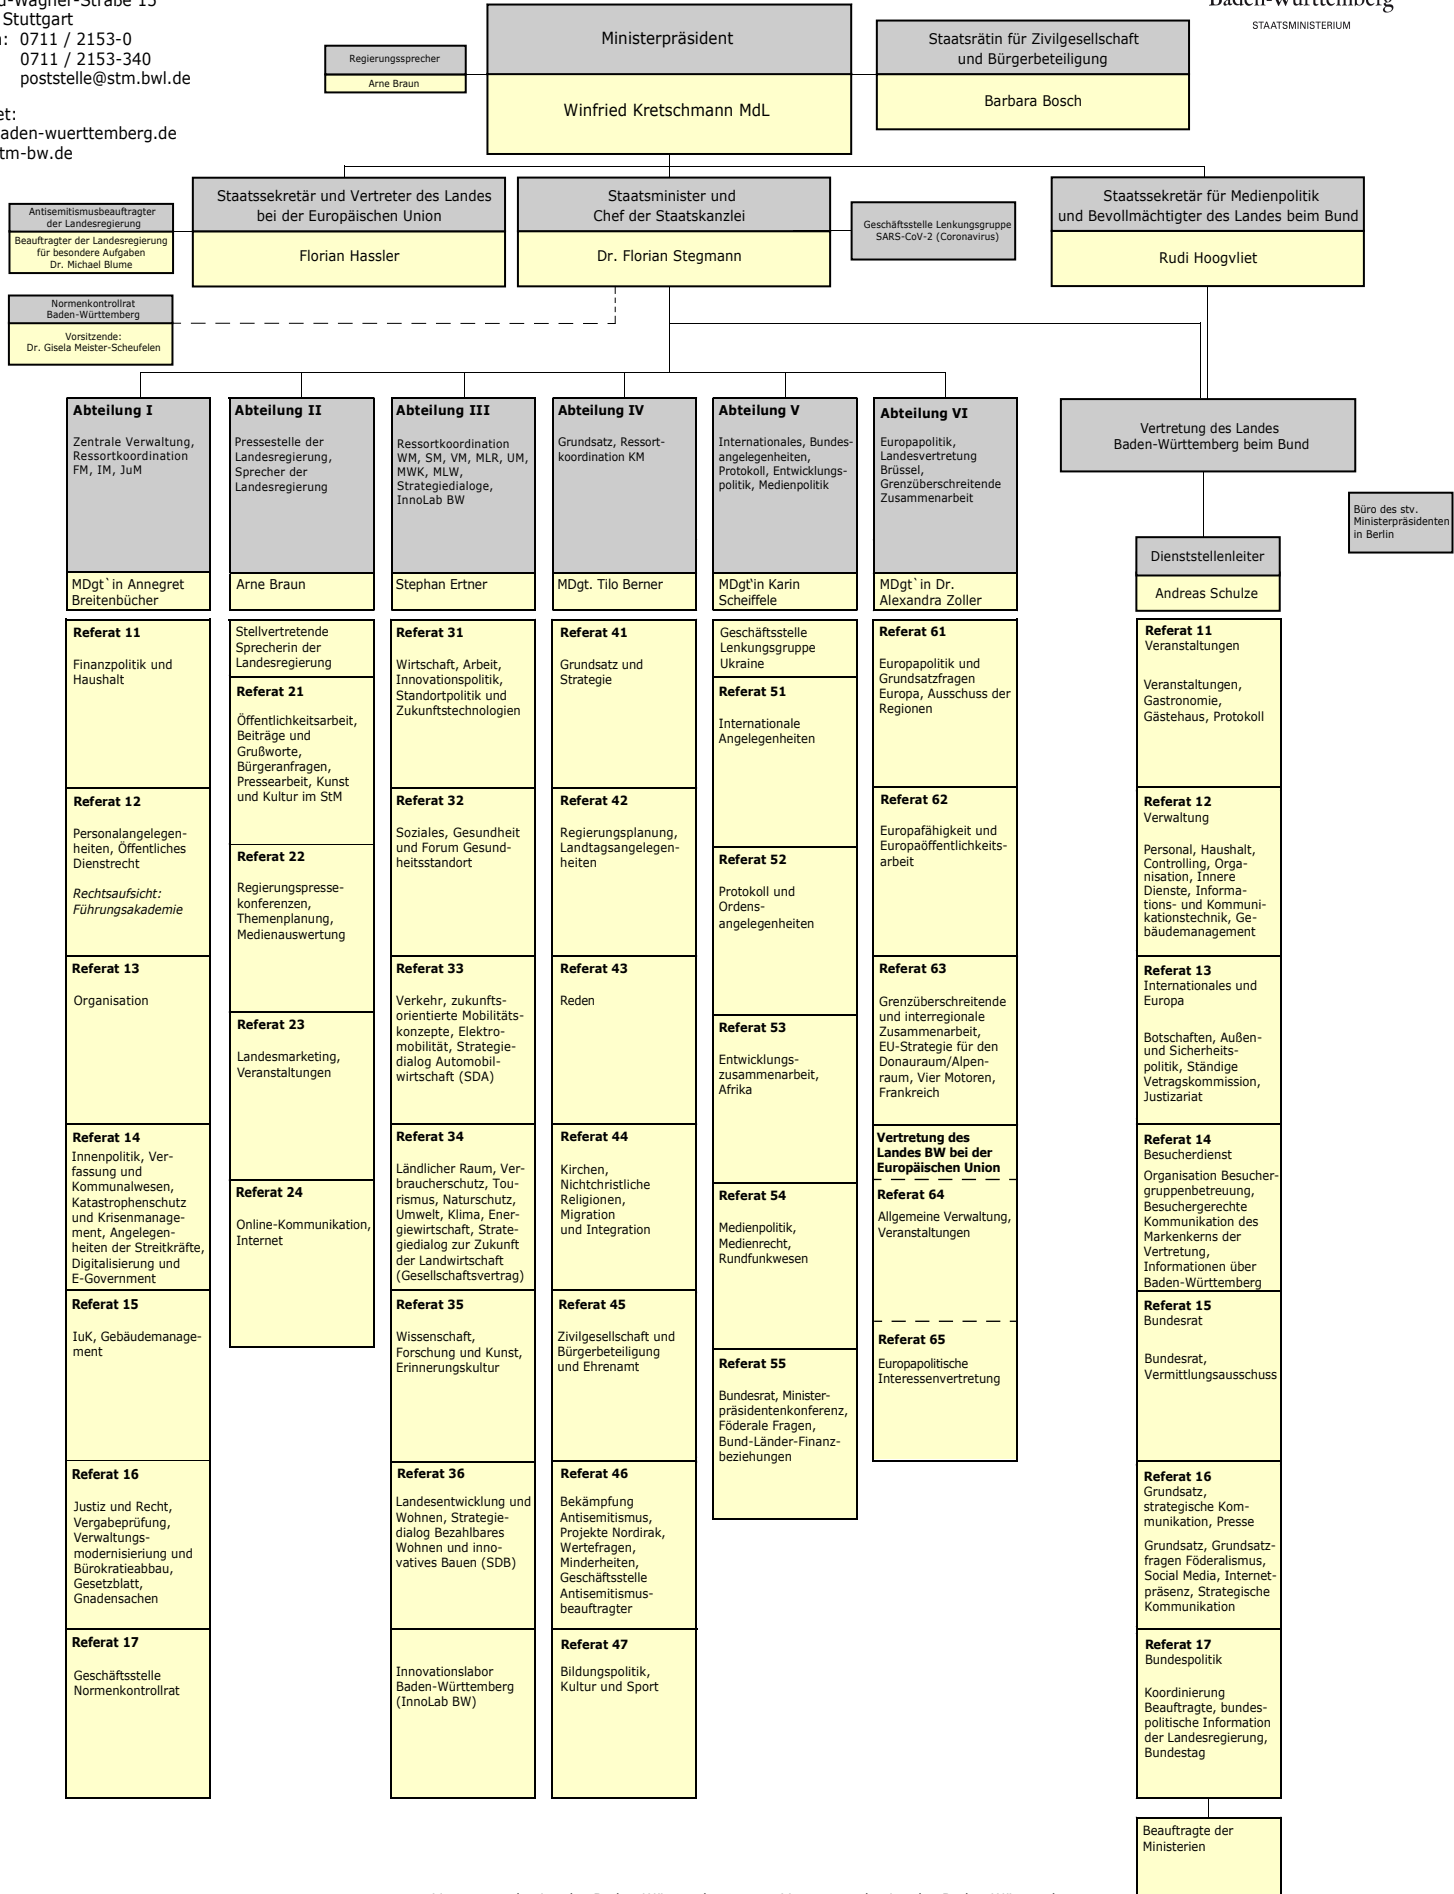 Stuttgart
0711 / 2153-0
0711 / 2153-340
poststelle@stm.bwl.de
STAATSMINISTERIUM
Regierungssprecher
Arne Braun
Ministerpräsident
Winfried Kretschmann MdL
Staatsrätin für Zivilgesellschaft
und Bürgerbeteiligung
Barbara Bosch
Antisemitismusbeauftragter
der Landesregierung
Beauftragter der Landesregierung
für besondere Aufgaben
Dr. Michael Blume
Staatssekretär und Vertreter des Landes
bei der Europäischen Union
Florian Hassler
Staatsminister und
Chef der Staatskanzlei
Dr. Florian Stegmann
Geschäftsstelle Lenkungsgruppe
SARS-CoV-2 (Coronavirus)
Staatssekretär für Medienpolitik
und Bevollmächtigter des Landes beim Bund
Rudi Hoogvliet
Normenkontrollrat
Baden-Württemberg
Vorsitzende:
Dr. Gisela Meister-Scheufelen
Abteilung I
Zentrale Verwaltung,
Ressortkoordination
FM, IM, JuM
MDgt`in Annegret
Breitenbücher
Referat 11
Finanzpolitik und
Haushalt
Referat 12
Personalangelegen-
heiten, Öffentliches
Dienstrecht
Rechtsaufsicht:
Führungsakademie
Referat 13
Organisation
Referat 14
Innenpolitik, Ver-
fassung und
Kommunalwesen,
Katastrophenschutz
und Krisenmanage-
ment, Angelegen-
heiten der Streitkräfte,
Digitalisierung und
E-Government
Referat 15
IuK, Gebäudemanage-
ment
Referat 16
Justiz und Recht,
Vergabeprüfung,
Verwaltungs-
modernisieriung und
Bürokratieabbau,
Gesetzblatt,
Gnadensachen
Referat 17
Geschäftsstelle
Normenkontrollrat
Abteilung II
Pressestelle der
Landesregierung,
Sprecher der
Landesregierung
Arne Braun
Stellvertretende
Sprecherin der
Landesregierung
Referat 21
Öffentlichkeitsarbeit,
Beiträge und
Grußworte,
Bürgeranfragen,
Pressearbeit, Kunst
und Kultur im StM
Referat 22
Regierungspresse-
konferenzen,
Themenplanung,
Medienauswertung
Referat 23
Landesmarketing,
Veranstaltungen
Referat 24
Online-Kommunikation,
Internet
Abteilung III
Ressortkoordination
WM, SM, VM, MLR, UM,
MWK, MLW,
Strategiedialoge,
InnoLab BW
Stephan Ertner
Referat 31
Wirtschaft, Arbeit,
Innovationspolitik,
Standortpolitik und
Zukunftstechnologien
Referat 32
Soziales, Gesundheit
und Forum Gesund-
heitsstandort
Referat 33
Verkehr, zukunfts-
orientierte Mobilitäts-
konzepte, Elektro-
mobilität, Strategie-
dialog Automobil-
wirtschaft (SDA)
Referat 34
Ländlicher Raum, Ver-
braucherschutz, Tou-
rismus, Naturschutz,
Umwelt, Klima, Ener-
giewirtschaft, Strate-
giedialog zur Zukunft
der Landwirtschaft
(Gesellschaftsvertrag)
Referat 35
Wissenschaft,
Forschung und Kunst,
Erinnerungskultur
Referat 36
Landesentwicklung und
Wohnen, Strategie-
dialog Bezahlbares
Wohnen und inno-
vatives Bauen (SDB)
Innovationslabor
Baden-Württemberg
(InnoLab BW)
Abteilung IV
Grundsatz, Ressort-
koordination KM
MDgt. Tilo Berner
Referat 41
Grundsatz und
Strategie
Referat 42
Regierungsplanung,
Landtagsangelegen-
heiten
Referat 43
Reden
Referat 44
Kirchen,
Nichtchristliche
Religionen,
Migration
und Integration
Referat 45
Zivilgesellschaft und
Bürgerbeteiligung
und Ehrenamt
Referat 46
Bekämpfung
Antisemitismus,
Projekte Nordirak,
Wertefragen,
Minderheiten,
Geschäftsstelle
Antisemitismus-
beauftragter
Referat 47
Bildungspolitik,
Kultur und Sport
Abteilung V
Internationales, Bundes-
angelegenheiten,
Protokoll, Entwicklungs-
politik, Medienpolitik
MDgt'in Karin
Scheiffele
Geschäftsstelle
Lenkungsgruppe
Ukraine
Referat 51
Internationale
Angelegenheiten
Referat 52
Protokoll und
Ordens-
angelegenheiten
Referat 53
Entwicklungs-
zusammenarbeit,
Afrika
Referat 54
Medienpolitik,
Medienrecht,
Rundfunkwesen
Referat 55
Bundesrat, Minister-
präsidentenkonferenz,
Föderale Fragen,
Bund-Länder-Finanz-
beziehungen
Abteilung VI
Europapolitik,
Landesvertretung
Brüssel,
Grenzüberschreitende
Zusammenarbeit
MDgt`in Dr.
Alexandra Zoller
Referat 61
Europapolitik und
Grundsatzfragen
Europa, Ausschuss der
Regionen
Referat 62
Europafähigkeit und
Europaöffentlichkeits-
arbeit
Referat 63
Grenzüberschreitende
und interregionale
Zusammenarbeit,
EU-Strategie für den
Donauraum/Alpen-
raum, Vier Motoren,
Frankreich
Vertretung des
Landes BW bei der
Europäischen Union
Referat 64
Allgemeine Verwaltung,
Veranstaltungen
Referat 65
Europapolitische
Interessenvertretung
Vertretung des Landes
Baden-Württemberg beim Bund
Büro des stv.
Ministerpräsidenten
in Berlin
Dienststellenleiter
Andreas Schulze
Referat 11
Veranstaltungen
Veranstaltungen,
Gastronomie,
Gästehaus, Protokoll
Referat 12
Verwaltung
Personal, Haushalt,
Controlling, Orga-
nisation, Innere
Dienste, Informa-
tions- und Kommuni-
kationstechnik, Ge-
bäudemanagement
Referat 13
Internationales und
Europa
Botschaften, Außen-
und Sicherheits-
politik, Ständige
Vetragskommission,
Justizariat
Referat 14
Besucherdienst
Organisation Besucher-
gruppenbetreuung,
Besuchergerechte
Kommunikation des
Markenkerns der
Vertretung,
Informationen über
Baden-Württemberg
Referat 15
Bundesrat
Bundesrat,
Vermittlungsausschuss
Referat 16
Grundsatz,
strategische Kom-
munikation, Presse
Grundsatz, Grundsatz-
fragen Föderalismus,
Social Media, Internet-
präsenz, Strategische
Kommunikation
Referat 17
Bundespolitik
Koordinierung
Beauftragte, bundes-
politische Information
der Landesregierung,
Bundestag
Beauftragte der
Ministerien